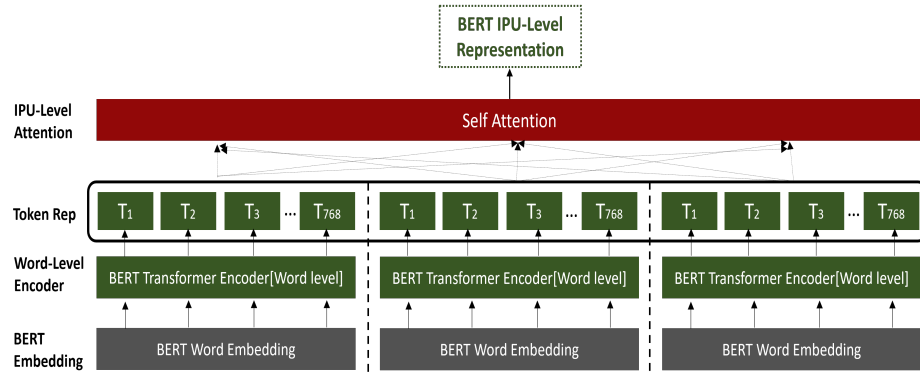 BERT IPU-Level
Representation
IPU-Level
Attention
Self Attention
Token Rep
T1 T2 T3 ... T768 T1 T2 T3 ... T768 T1 T2 T3 ... T768
Word-Level
Encoder
BERT Transformer Encoder[Word level] BERT Transformer Encoder[Word level] BERT Transformer Encoder[Word level]
BERT
Embedding
BERT Word Embedding BERT Word Embedding BERT Word Embedding